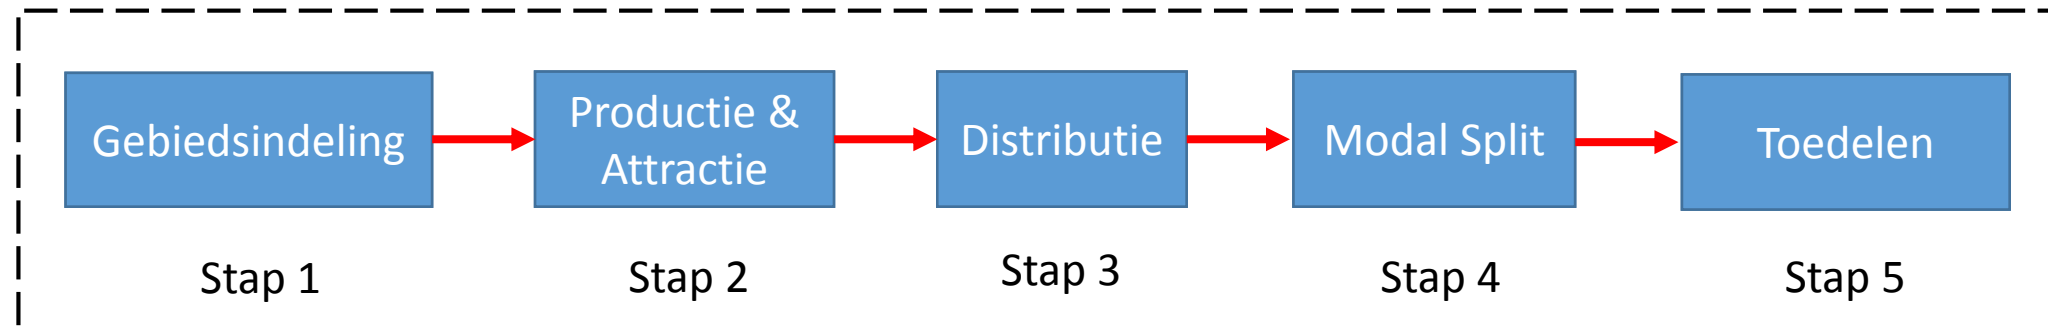 Gebiedsindeling
Productie &
Attractie
Distributie
Modal Split
Toedelen
Stap 1
Stap 2
Stap 3
Stap 4
Stap 5